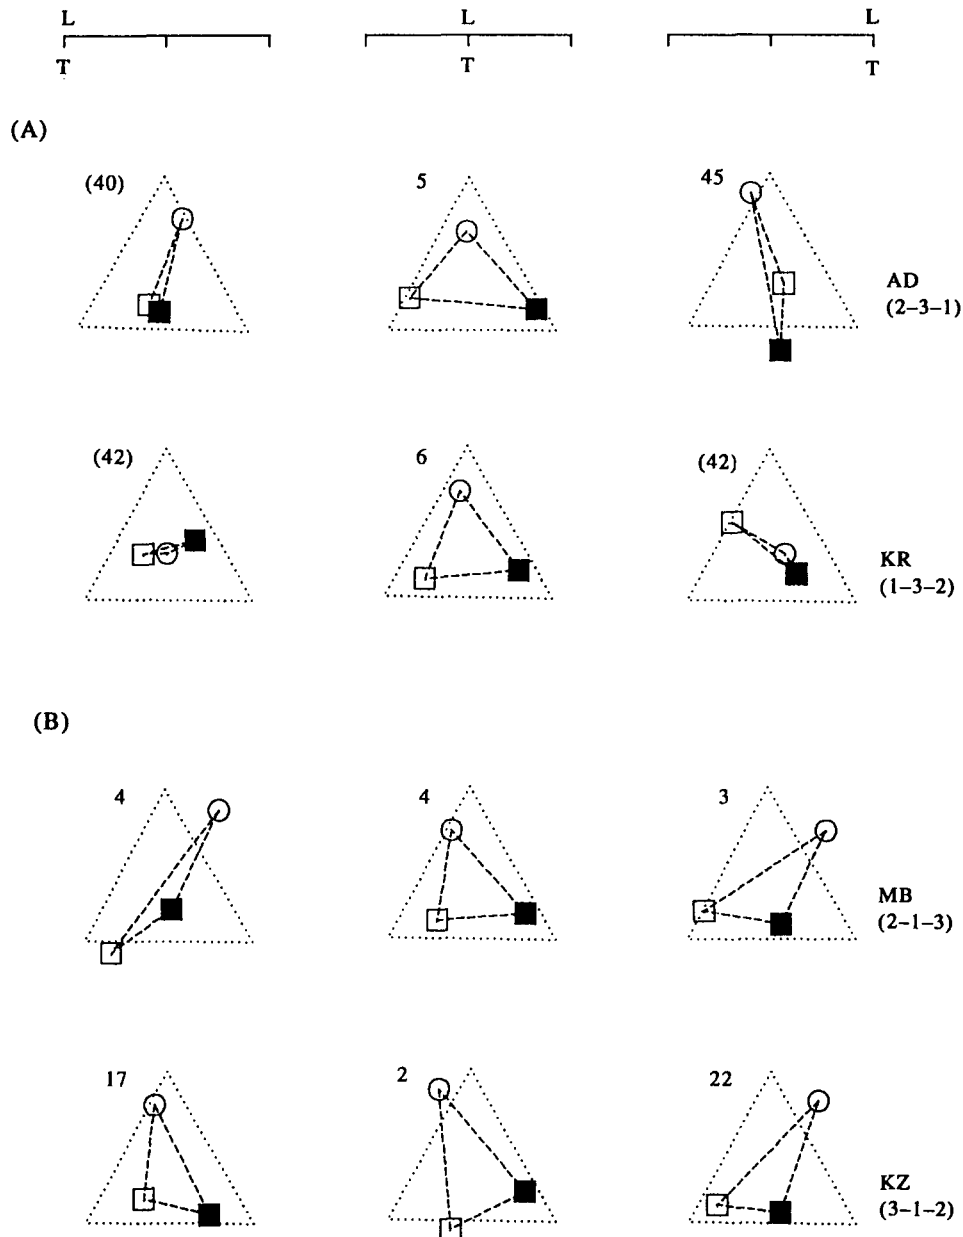 L L L
T T T
(A)
(40) 5 45
AD
(2–3–1)
(42) 6 (42)
KR
(1–3–2)
(B)
4 4 3
MB
(2–1–3)
17 2 22
KZ
(3–1–2)